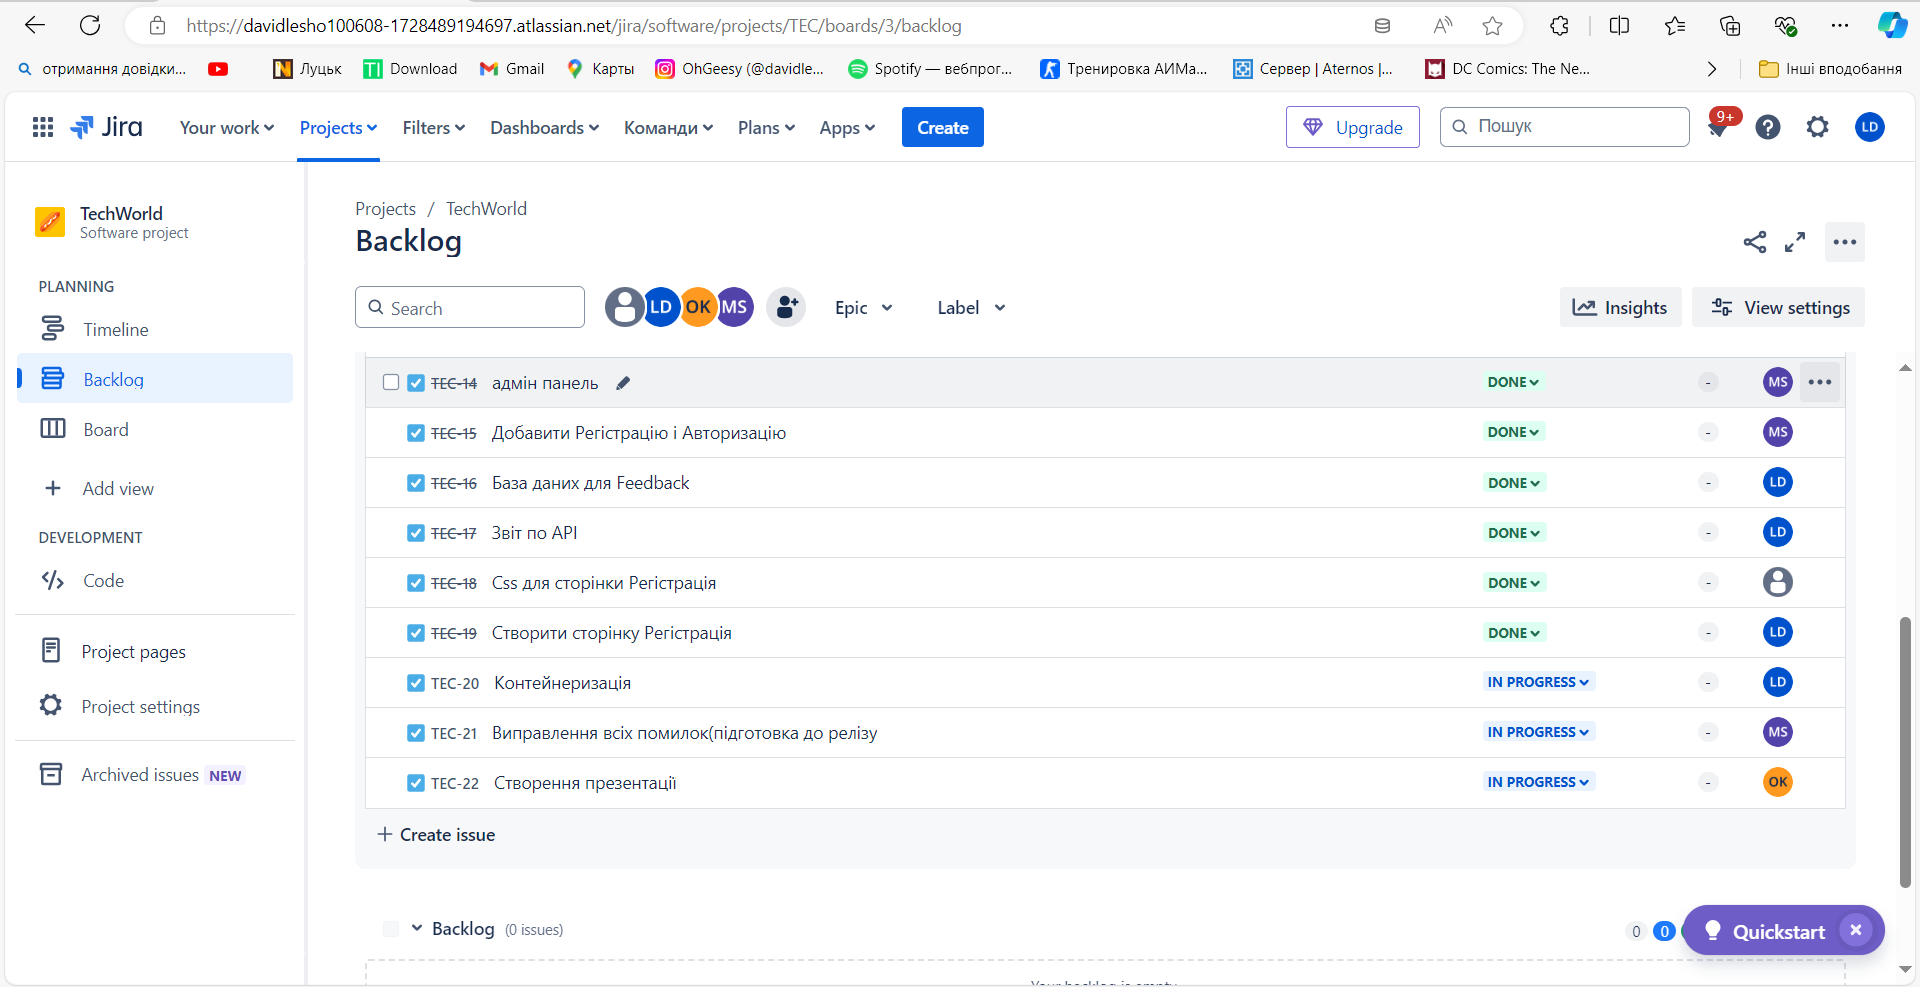 https://davidlesho100608-1728489194697.atlassian.net/jira/software/projects/TEC/boards/3/backlog
отримання довідки... Луцьк Download Gmail Карты OhGeesy (@davidle... Spotify — вебпрог... Тренировка АИМа... Сервер | Aternos |... DC Comics: The Ne... Інші вподобання
Jira Your work Projects Filters Dashboards Команди Plans Apps Create Upgrade Пошук 9+ LD
TechWorld
Software project
PLANNING
Timeline
Backlog
Board
Add view
DEVELOPMENT
Code
Project pages
Project settings
Archived issues NEW
Projects / TechWorld
Backlog
Search LD OK MS Epic Label Insights View settings
TEC-14 адмін панель DONE - MS
TEC-15 Добавити Регістрацію і Авторизацію DONE - MS
TEC-16 База даних для Feedback DONE - LD
TEC-17 Звіт по API DONE - LD
TEC-18 Css для сторінки Регістрація DONE -
TEC-19 Створити сторінку Регістрація DONE - LD
TEC-20 Контейнеризація IN PROGRESS - LD
TEC-21 Виправлення всіх помилок(підготовка до релізу IN PROGRESS - MS
TEC-22 Створення презентації IN PROGRESS - OK
Create issue
Backlog (0 issues) 0 0
Quickstart
Your backlog is empty